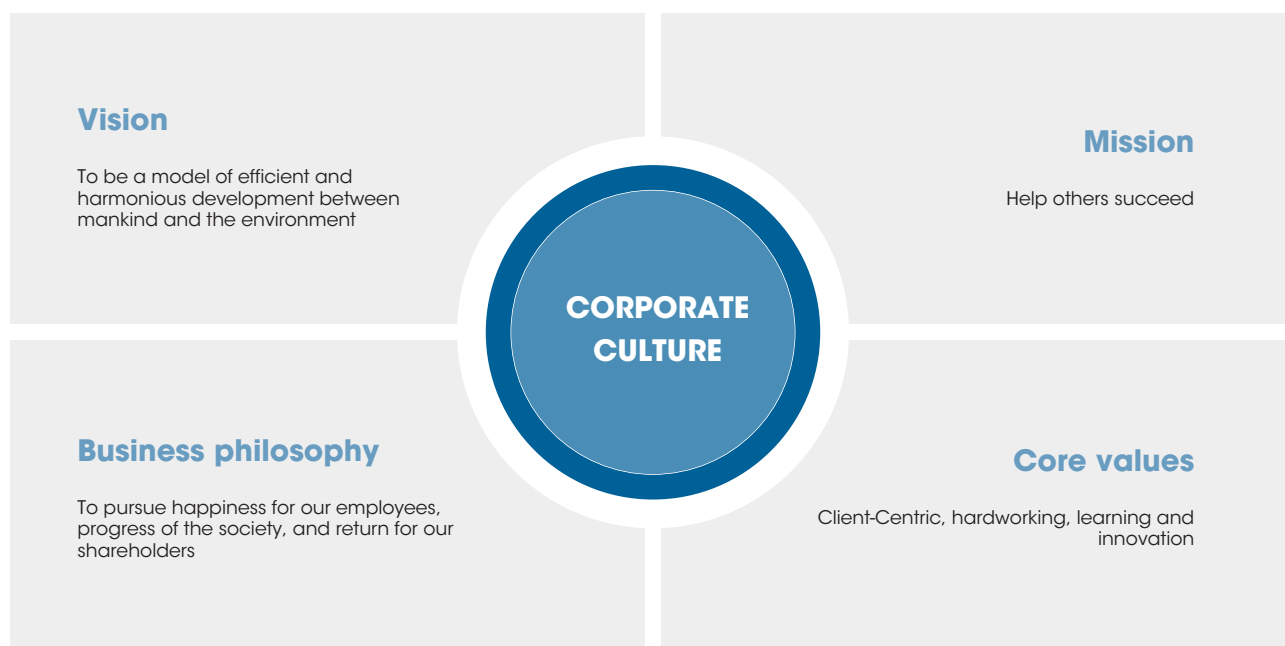 Vision
To be a model of efficient and
harmonious development between
mankind and the environment
Mission
Help others succeed
CORPORATE
CULTURE
Business philosophy
To pursue happiness for our employees,
progress of the society, and return for our
shareholders
Core values
Client-Centric, hardworking, learning and
innovation